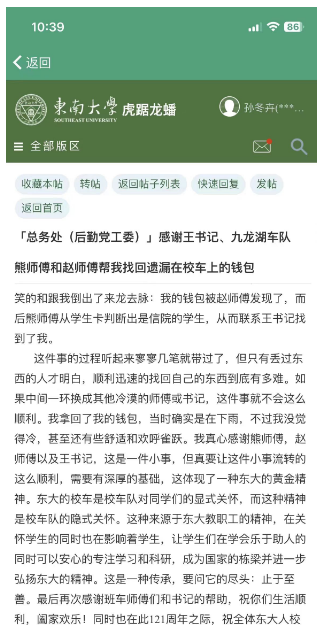 10:39
86
返回
東南大學
SOUTHEAST UNIVERSITY
虎踞龙蟠
孙冬卉(***...
全部版区
收藏本帖
转帖
返回帖子列表
快速回复
发帖
返回首页
「总务处（后勤党工委）」感谢王书记、九龙湖车队
熊师傅和赵师傅帮我找回遗漏在校车上的钱包
笑的和跟我倒出了来龙去脉：我的钱包被赵师傅发现了，而
后熊师傅从学生卡判断出是信院的学生，从而联系王书记找
到了我。
这件事的过程听起来寥寥几笔就带过了，但只有丢过东
西的人才明白，顺利迅速的找回自己的东西到底有多难。如
果中间一环换成其他冷漠的师傅或书记，这件事就不会这么
顺利。我拿回了我的钱包，当时确实是在下雨，不过我没觉
得冷，甚至还有些舒适和欢呼雀跃。我真心感谢熊师傅，赵
师傅以及王书记，这是一件小事，但真要让这件小事流转的
这么顺利，需要有深厚的基础，这体现了一种东大的黄金精
神。东大的校车是校车队对同学们的显式关怀，而这种精神
是校车队的隐式关怀。这种来源于东大教职工的精神，在关
怀学生的同时也在影响着学生，让学生们在学会乐于助人的
同时可以安心的专注学习和科研，成为国家的栋梁并进一步
弘扬东大的精神。这是一种传承，要问它的尽头：止于至
善。最后再次感谢班车师傅们和书记的帮助，祝你们生活顺
利，阖家欢乐！同时也在此121周年之际，祝全体东大人校